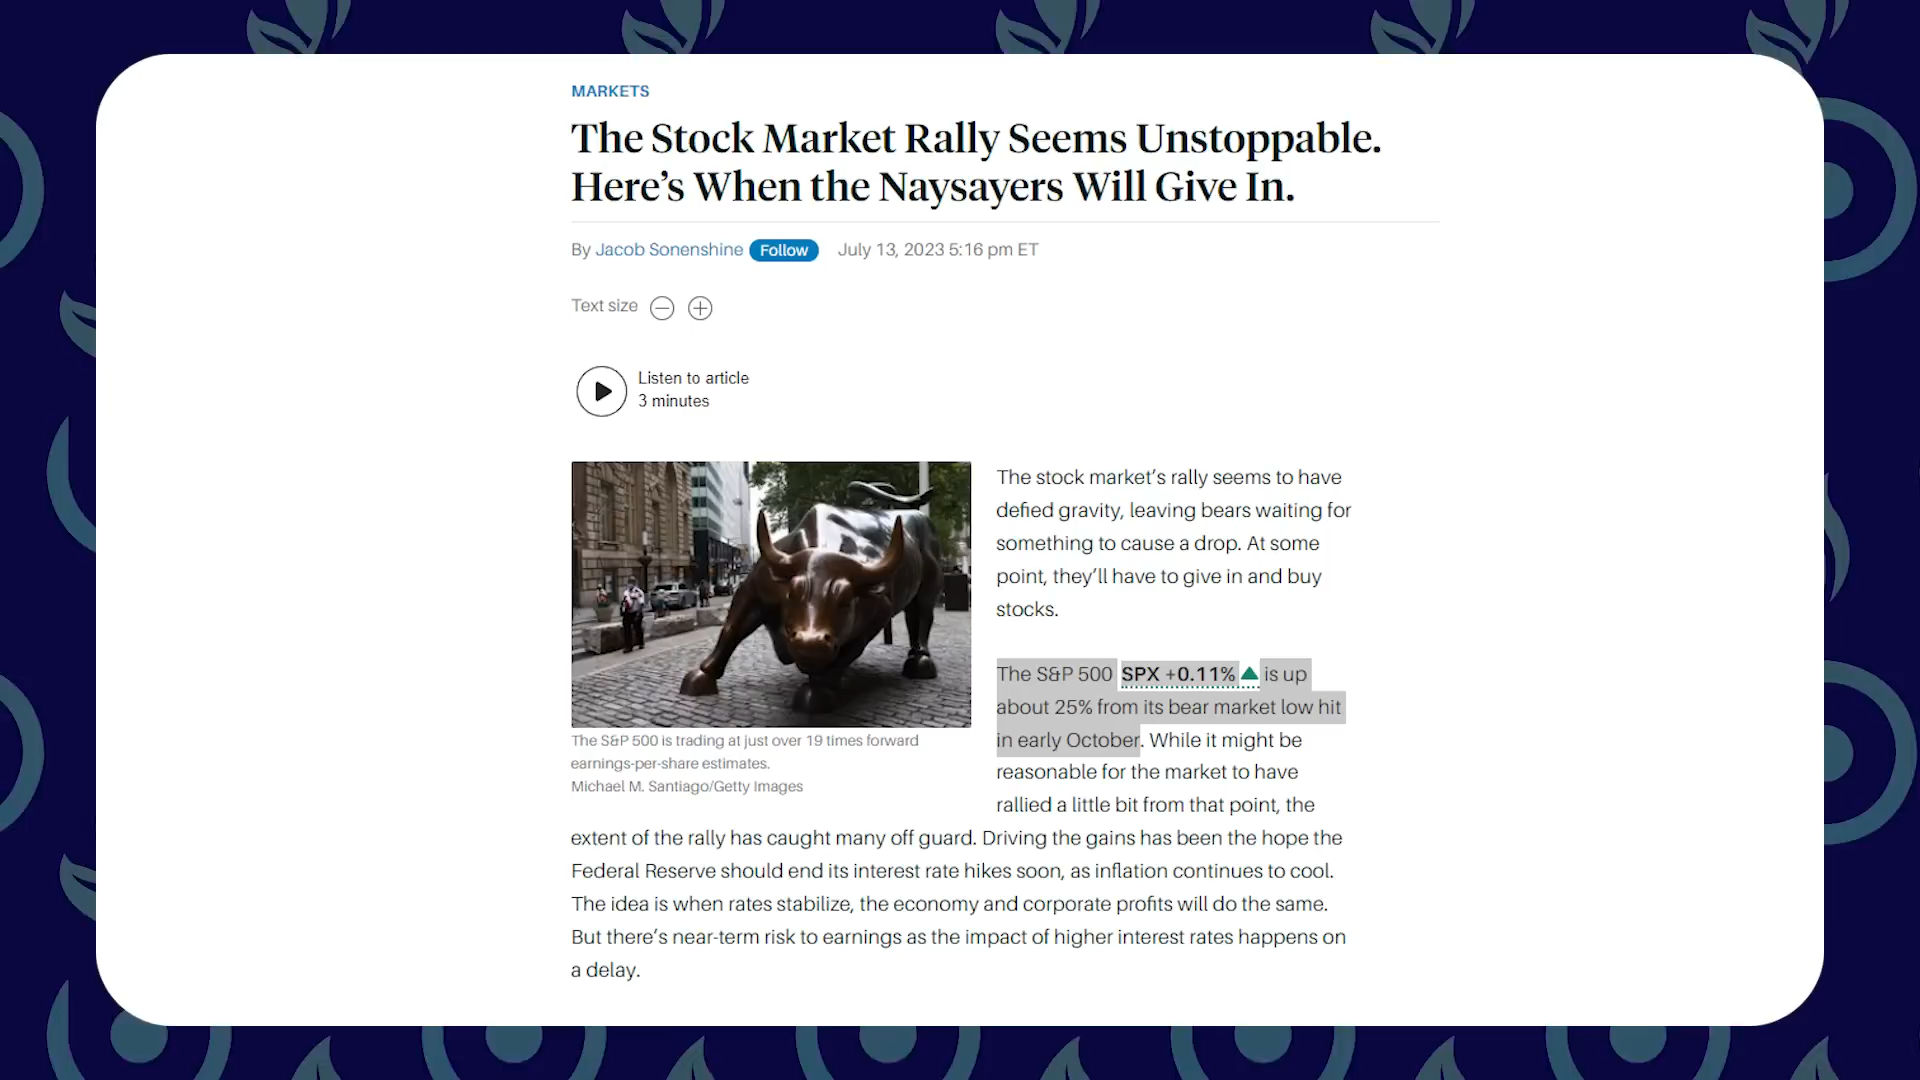 MARKETS
The Stock Market Rally Seems Unstoppable.
Here’s When the Naysayers Will Give In.
By Jacob Sonenshine Follow July 13, 2023 5:16 pm ET
Text size
Listen to article
3 minutes
The S&P 500 is trading at just over 19 times forward
earnings-per-share estimates.
Michael M. Santiago/Getty Images
The stock market’s rally seems to have
defied gravity, leaving bears waiting for
something to cause a drop. At some
point, they’ll have to give in and buy
stocks.
The S&P 500 SPX +0.11% is up
about 25% from its bear market low hit
in early October. While it might be
reasonable for the market to have
rallied a little bit from that point, the
extent of the rally has caught many off guard. Driving the gains has been the hope the
Federal Reserve should end its interest rate hikes soon, as inflation continues to cool.
The idea is when rates stabilize, the economy and corporate profits will do the same.
But there’s near-term risk to earnings as the impact of higher interest rates happens on
a delay.